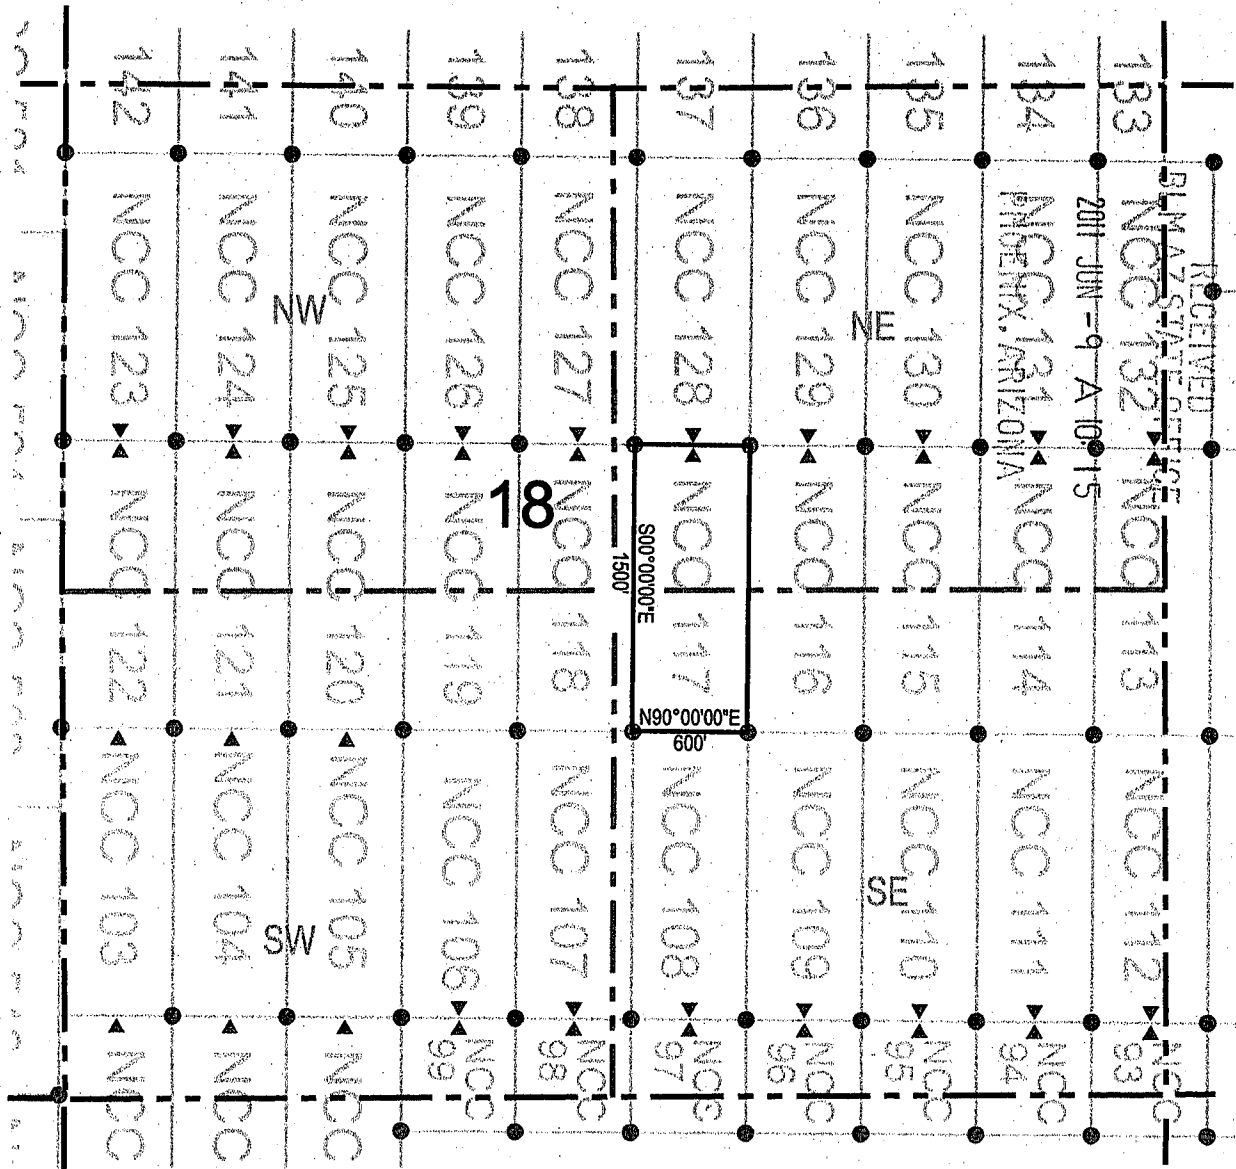 142
141
140
139
138
137
136
135
134
133
NCC 123
NCC 124
NCC 125
NCC 126
NCC 127
NCC 128
NCC 129
NCC 130
NCC 131
NCC 132
NW
NE
RECEIVED
BLM AZ STATE OFFICE
2011 JUN -9 A 10:15
PHOENIX, ARIZONA
18
NCC 122
NCC 121
NCC 120
NCC 119
NCC 118
NCC 117
NCC 116
NCC 115
NCC 114
NCC 113
S00°00'00"E
1500'
N90°00'00"E
600'
NCC 103
NCC 104
NCC 105
NCC 106
NCC 107
NCC 108
NCC 109
NCC 110
NCC 111
NCC 112
SW
SE
NCC
NCC
NCC
NCC
99
NCC
98
NCC
97
NCC
96
NCC
95
NCC
94
NCC
93